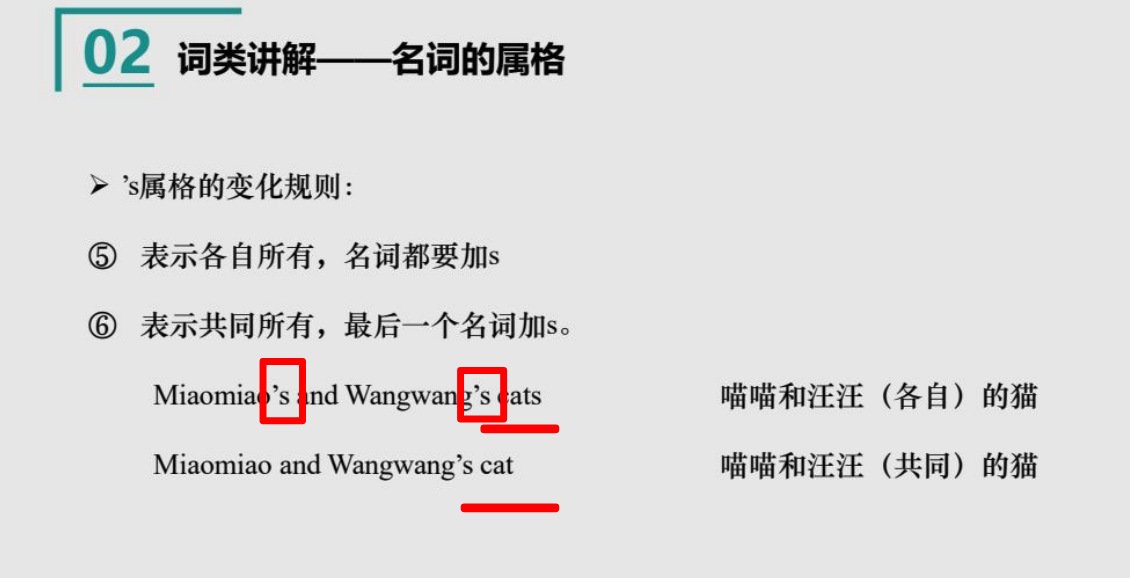 02 词类讲解——名词的属格
➢ ’s属格的变化规则：
⑤ 表示各自所有，名词都要加s
⑥ 表示共同所有，最后一个名词加s。
Miaomiao’s and Wangwang’s cats 喵喵和汪汪（各自）的猫
Miaomiao and Wangwang’s cat 喵喵和汪汪（共同）的猫